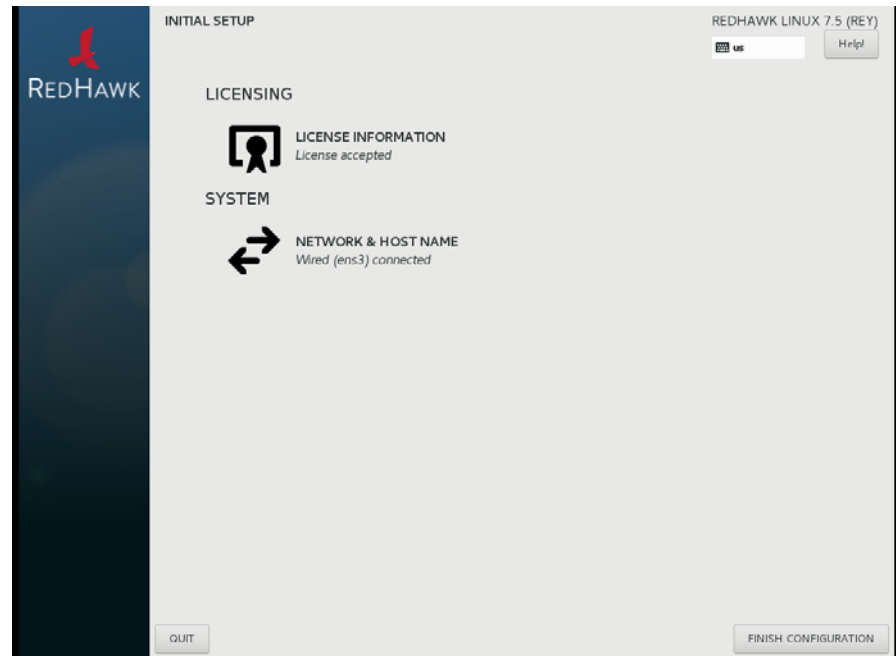 INITIAL SETUP
REDHAWK LINUX 7.5 (REY)
us
Help!
REDHAWK
LICENSING
LICENSE INFORMATION
License accepted
SYSTEM
NETWORK & HOST NAME
Wired (ens3) connected
QUIT
FINISH CONFIGURATION